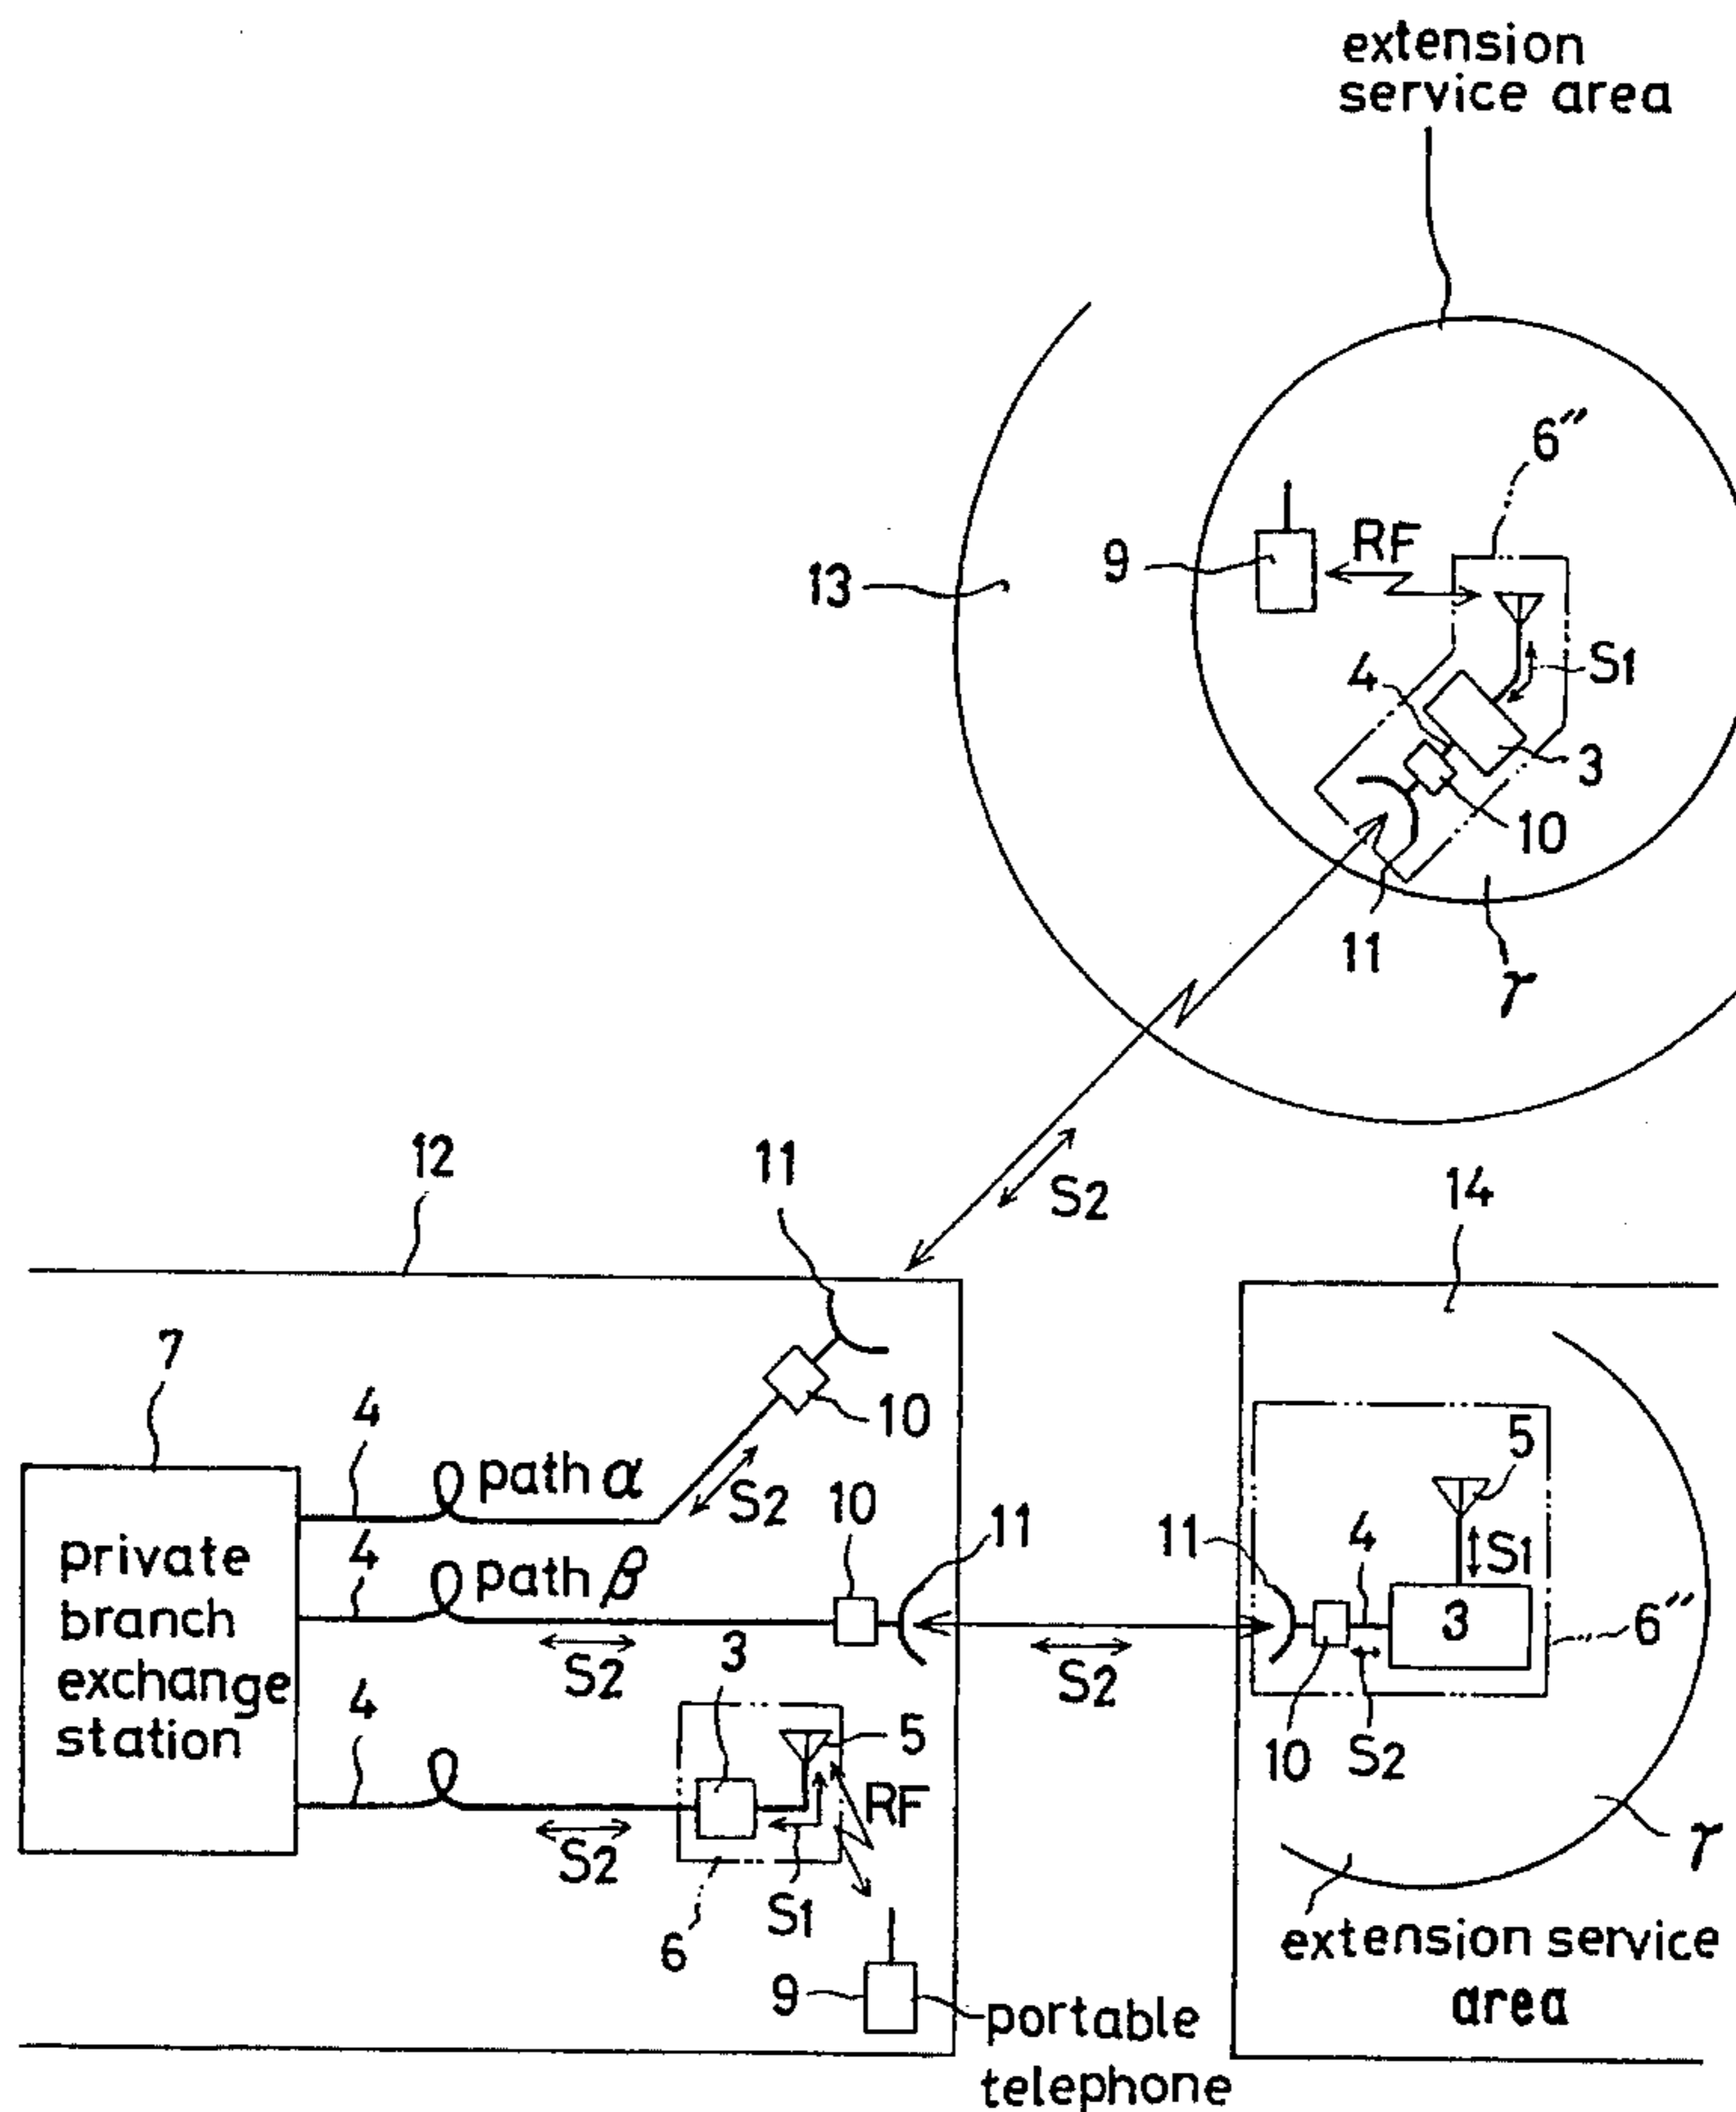 extension
service area
6″
RF
9
13
S1
4
3
10
11
γ
S2
12
11
14
7
10
4
path α
S2
5
10
11
11
4
S1
private
branch
exchange
station
4
path β
3
6″
S2
3
S2
4
5
10
S2
RF
γ
S2
S1
6
extension service
area
9
portable
telephone